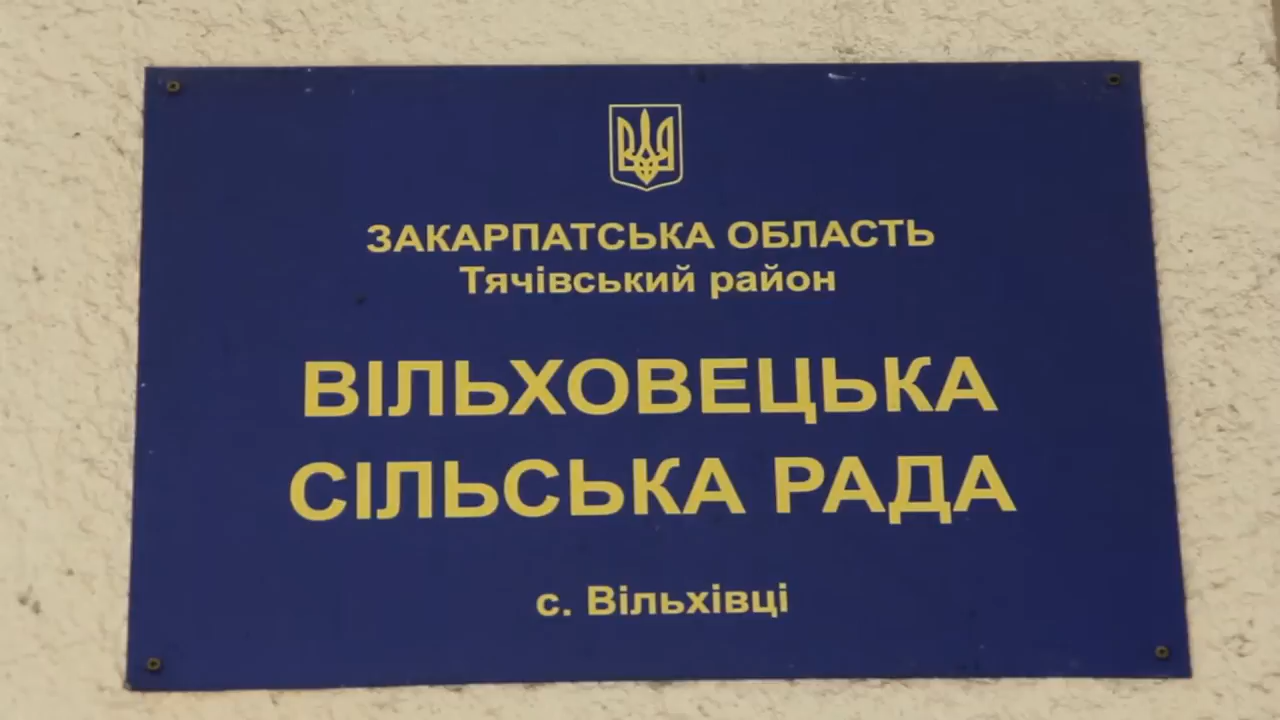 ЗАКАРПАТСЬКА ОБЛАСТЬ
Тячівський район
ВІЛЬХОВЕЦЬКА
СІЛЬСЬКА РАДА
с. Вільхівці